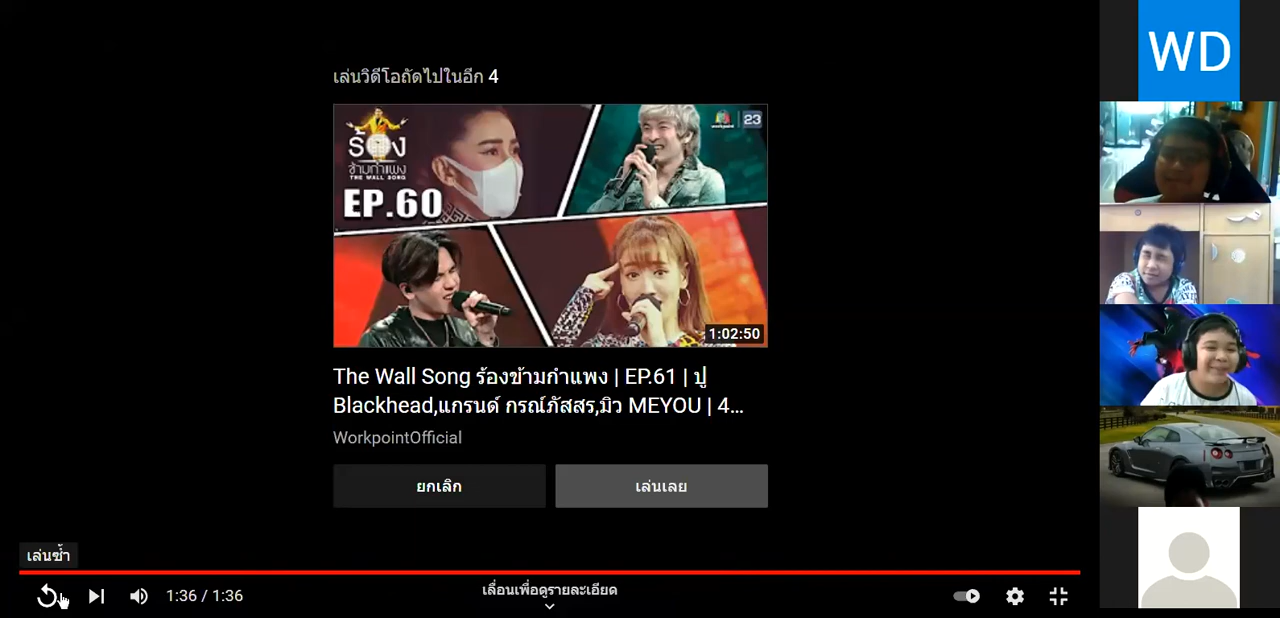 เล่นวิดีโอถัดไปในอีก 4
ร้อง
ข้ามกำแพง
THE WALL SONG
EP.60
workpoint 23
1:02:50
The Wall Song ร้องข้ามกำแพง | EP.61 | ปู
Blackhead,แกรนด์ กรณ์ภัสสร,มิว MEYOU | 4…
WorkpointOfficial
ยกเลิก
เล่นเลย
เล่นซ้ำ
1:36 / 1:36
เลื่อนเพื่อดูรายละเอียด
WD